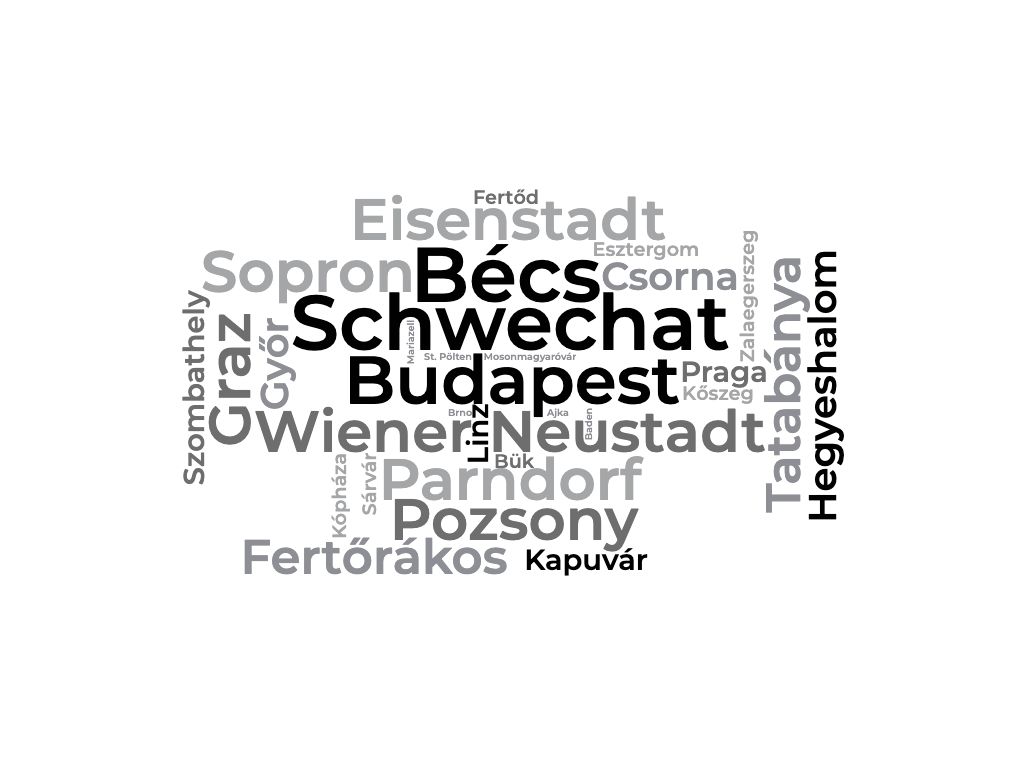 Fertőd
Eisenstadt
Esztergom
Sopron
Bécs
Csorna
Zalaegerszeg
Tatabánya
Hegyeshalom
Szombathely
Graz
Győr
Schwechat
Mariazell
St. Pölten
Mosonmagyaróvár
Budapest
Praga
Kőszeg
Brno
Linz
Ajka
Baden
Wiener Neustadt
Bük
Kópháza
Sárvár
Parndorf
Pozsony
Fertőrákos
Kapuvár